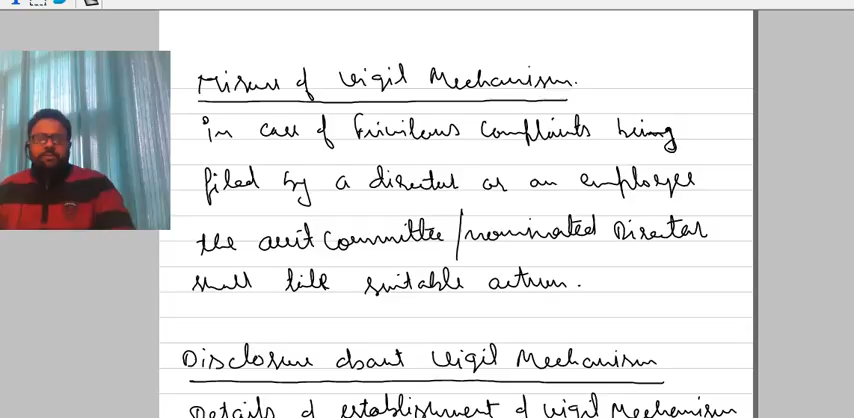 Misuse of Vigil Mechanism.
In case of Frivilous Complaints being
filed by a director or an employee
the audit Committee/nominated Director
shall take suitable action.
Disclosure about Vigil Mechanism
Details of establishment of Vigil Mechanism